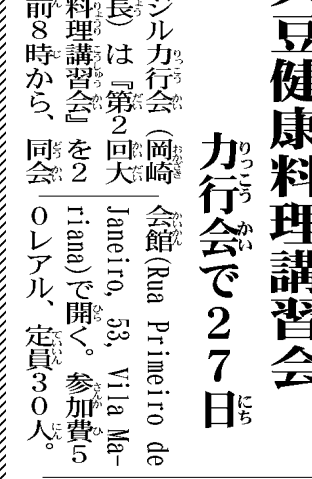 大豆健康料理講習会
力行会で27日
ジル力行会（岡崎
長）は『第2回大
料理講習会』を2
前8時から、同会
会館(Rua Primeiro de
Janeiro, 53, Vila Ma-
riana)で開く。参加費5
0レアル、定員30人。